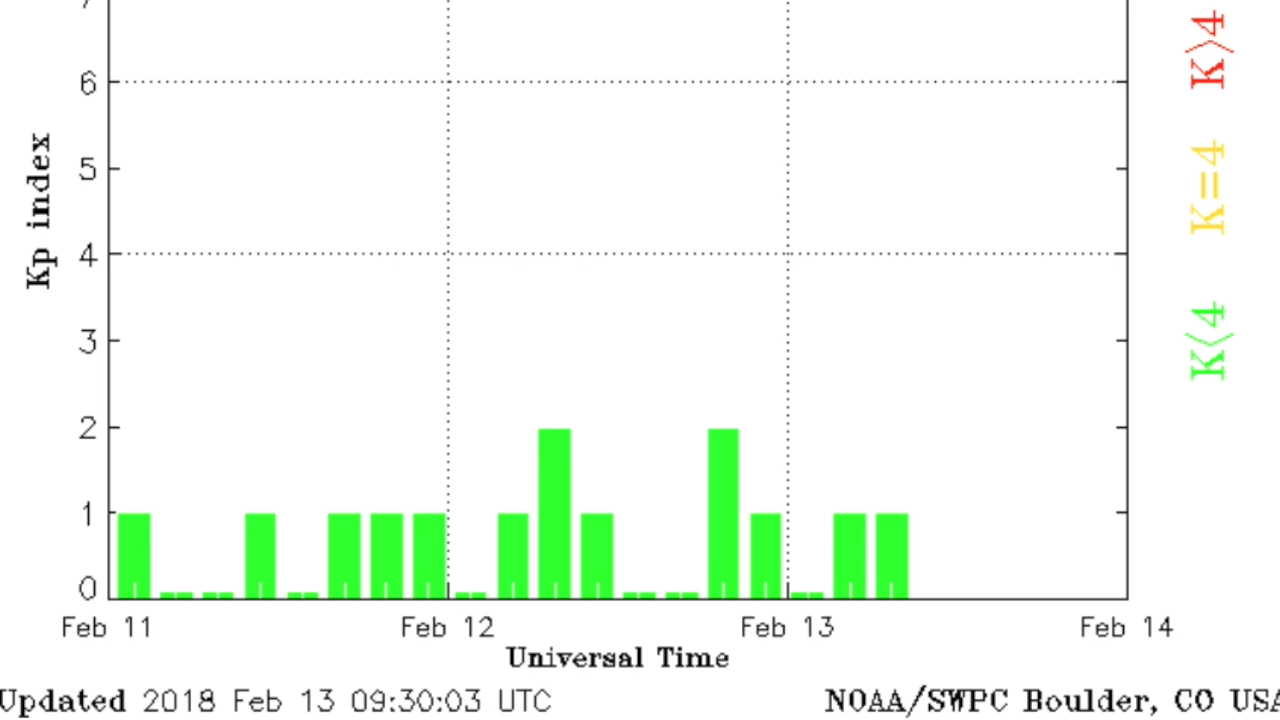 7
6
5
4
3
2
1
0
Kp index
K>4
K=4
K<4
Feb 11 Feb 12 Feb 13 Feb 14
Universal Time
Updated 2018 Feb 13 09:30:03 UTC NOAA/SWPC Boulder, CO USA